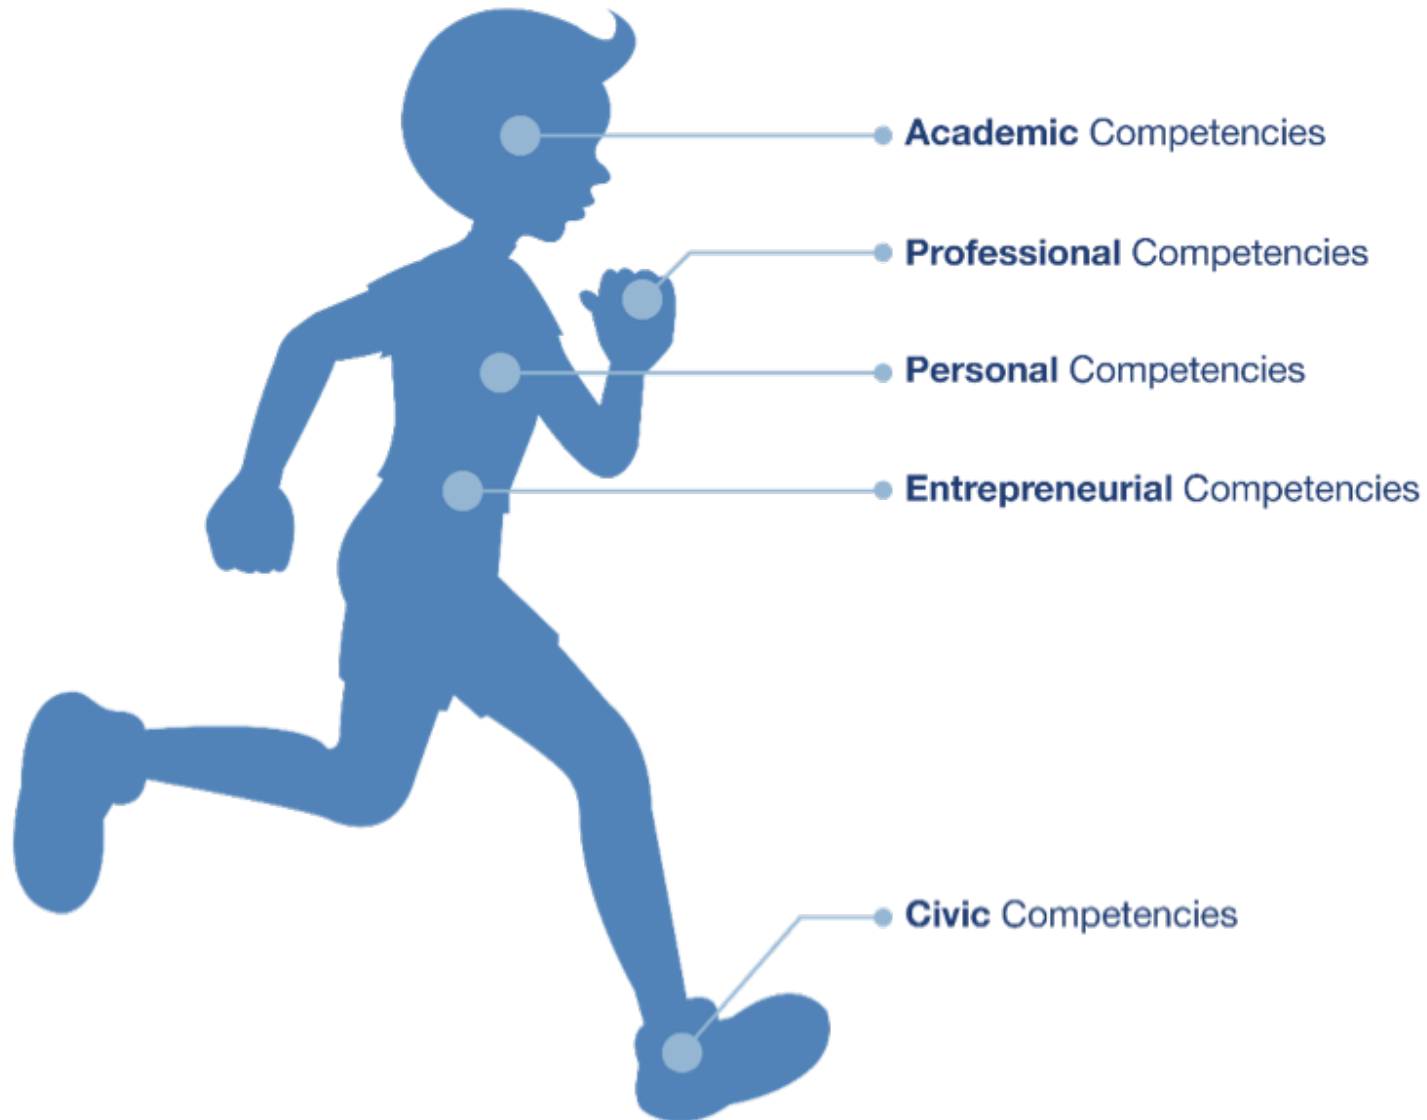 Academic Competencies
Professional Competencies
Personal Competencies
Entrepreneurial Competencies
Civic Competencies